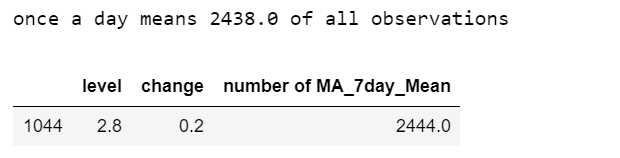 once a day means 2438.0 of all observations
level change number of MA_7day_Mean
1044 2.8 0.2 2444.0